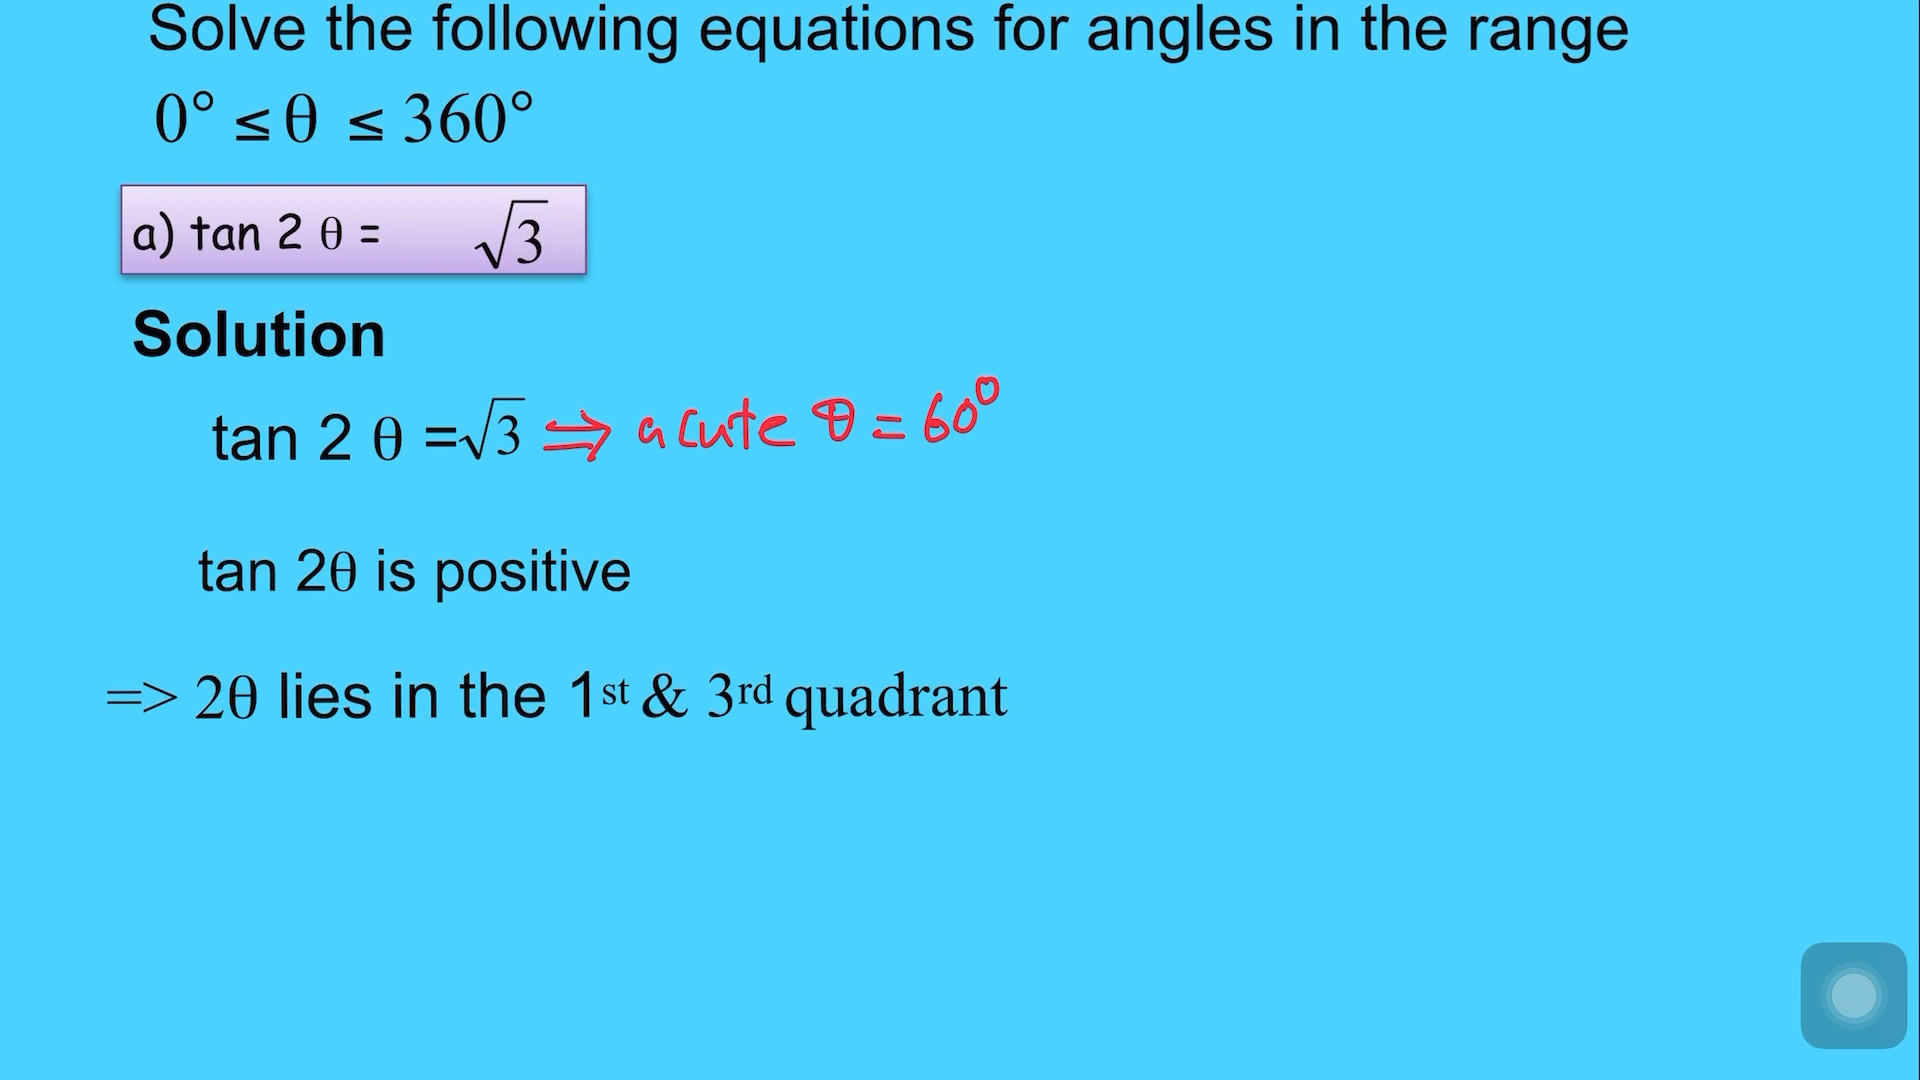 Solve the following equations for angles in the range
0° ≤ θ ≤ 360°
a) tan 2 θ = √3
Solution
tan 2 θ =√3 ⇒ acute θ = 60°
tan 2θ is positive
=> 2θ lies in the 1st & 3rd quadrant